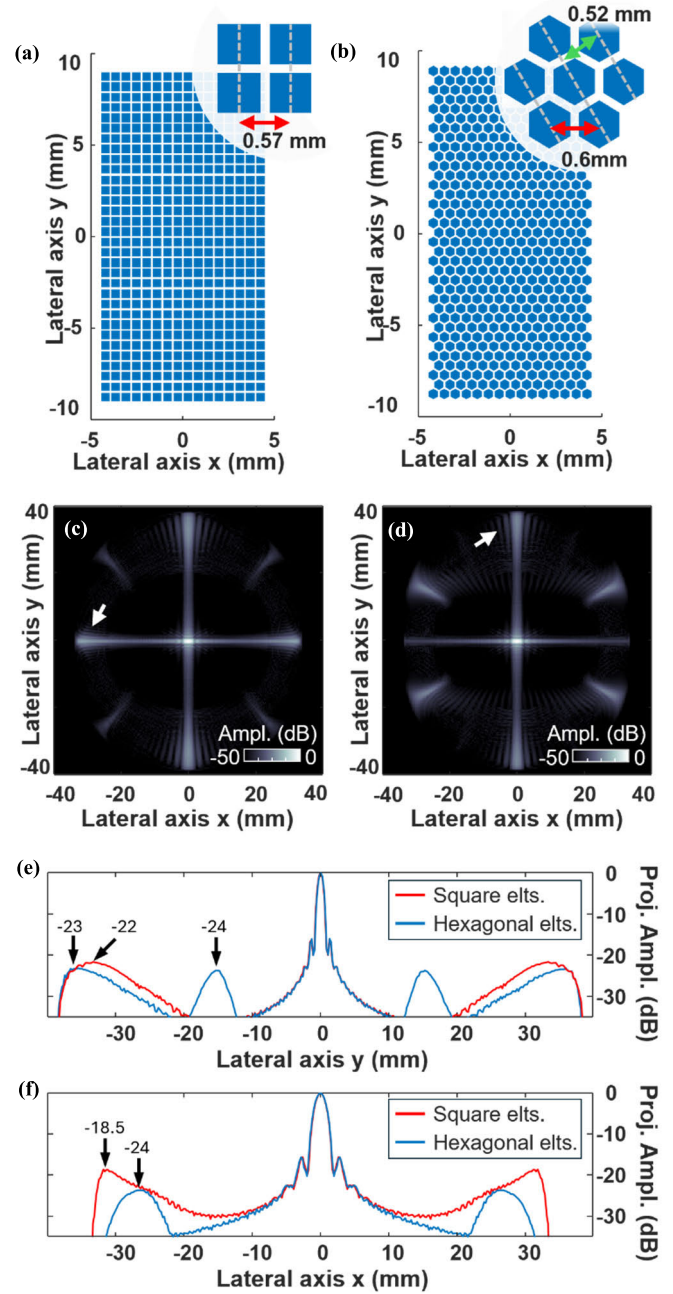 (a)
10
5
0
-5
-10
Lateral axis y (mm)
-5
0
5
Lateral axis x (mm)
0.57 mm
(b)
10
5
0
-5
-10
Lateral axis y (mm)
-5
0
5
Lateral axis x (mm)
0.52 mm
0.6mm
(c)
40
0
-40
Lateral axis y (mm)
Ampl. (dB)
-50
0
-40
-20
0
20
40
Lateral axis x (mm)
(d)
40
0
-40
Lateral axis y (mm)
Ampl. (dB)
-50
0
-40
-20
0
20
40
Lateral axis x (mm)
(e)
-23
-22
-24
Square elts.
Hexagonal elts.
0
-10
-20
-30
Proj. Ampl. (dB)
-30
-20
-10
0
10
20
30
Lateral axis y (mm)
(f)
-18.5
-24
Square elts.
Hexagonal elts.
0
-10
-20
-30
Proj. Ampl. (dB)
-30
-20
-10
0
10
20
30
Lateral axis x (mm)